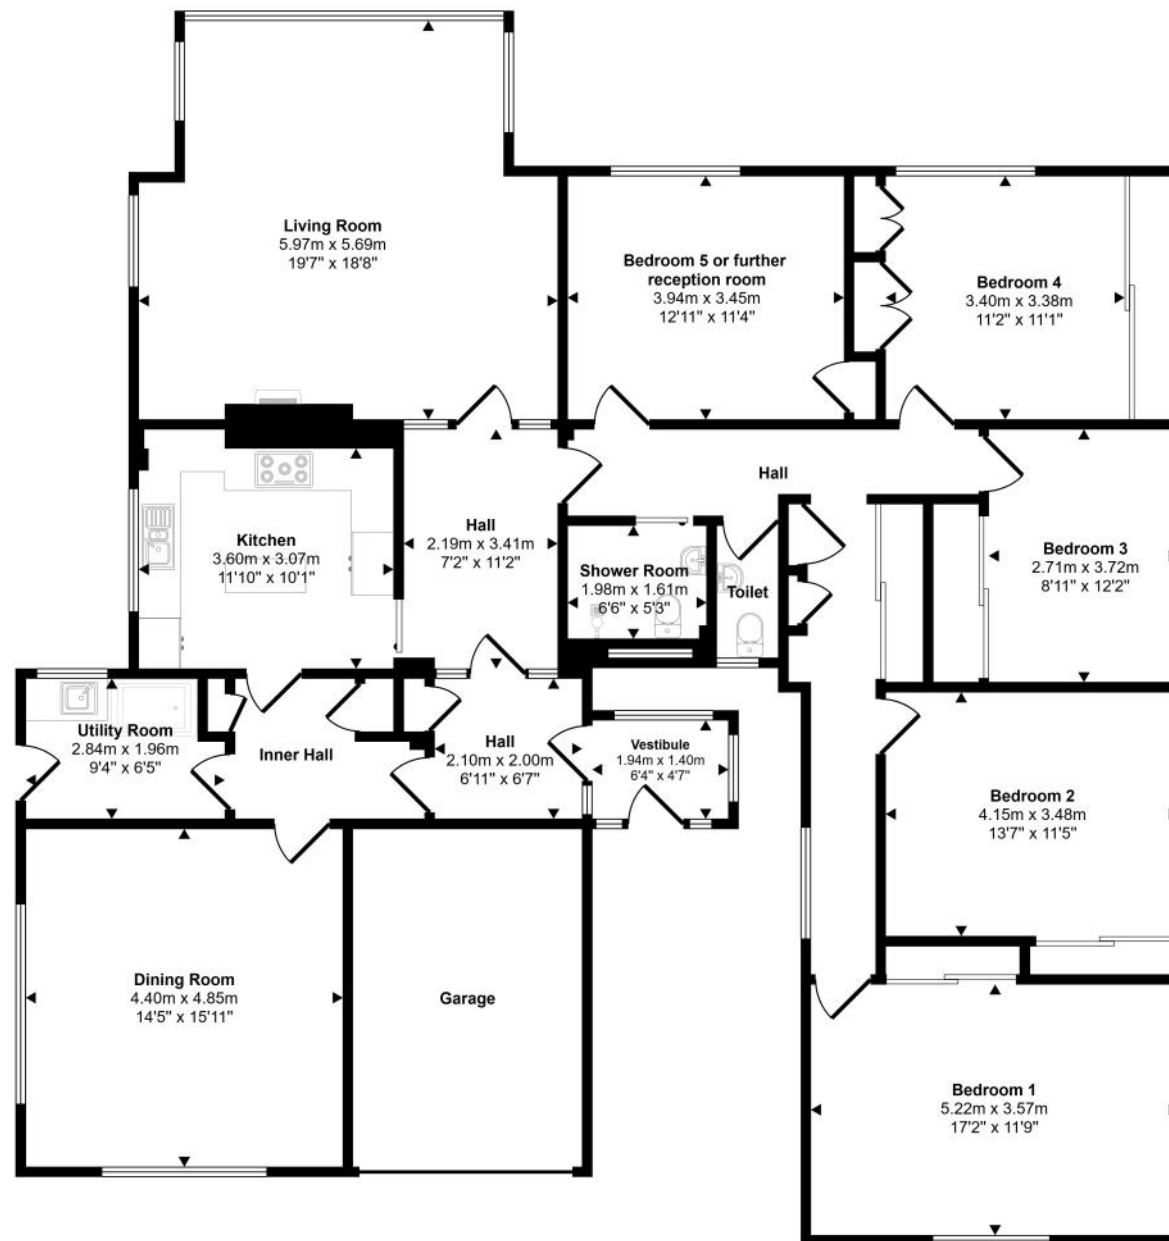 Living Room
5.97m x 5.69m
19'7" x 18'8"
Bedroom 5 or further
reception room
3.94m x 3.45m
12'11" x 11'4"
Bedroom 4
3.40m x 3.38m
11'2" x 11'1"
Hall
Kitchen
3.60m x 3.07m
11'10" x 10'1"
Hall
2.19m x 3.41m
7'2" x 11'2"
Shower Room
1.98m x 1.61m
6'6" x 5'3"
Toilet
Bedroom 3
2.71m x 3.72m
8'11" x 12'2"
Utility Room
2.84m x 1.96m
9'4" x 6'5"
Inner Hall
Hall
2.10m x 2.00m
6'11" x 6'7"
Vestibule
1.94m x 1.40m
6'4" x 4'7"
Bedroom 2
4.15m x 3.48m
13'7" x 11'5"
Dining Room
4.40m x 4.85m
14'5" x 15'11"
Garage
Bedroom 1
5.22m x 3.57m
17'2" x 11'9"